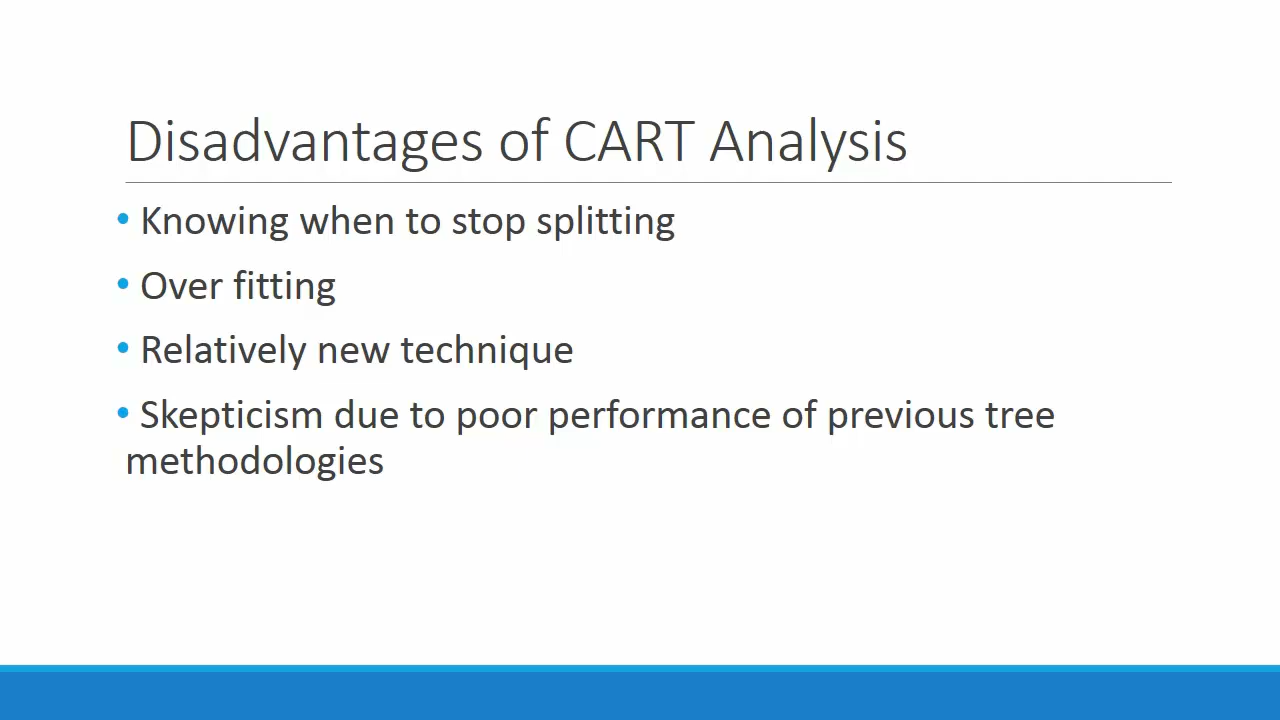 Disadvantages of CART Analysis
• Knowing when to stop splitting
• Over fitting
• Relatively new technique
• Skepticism due to poor performance of previous tree
methodologies